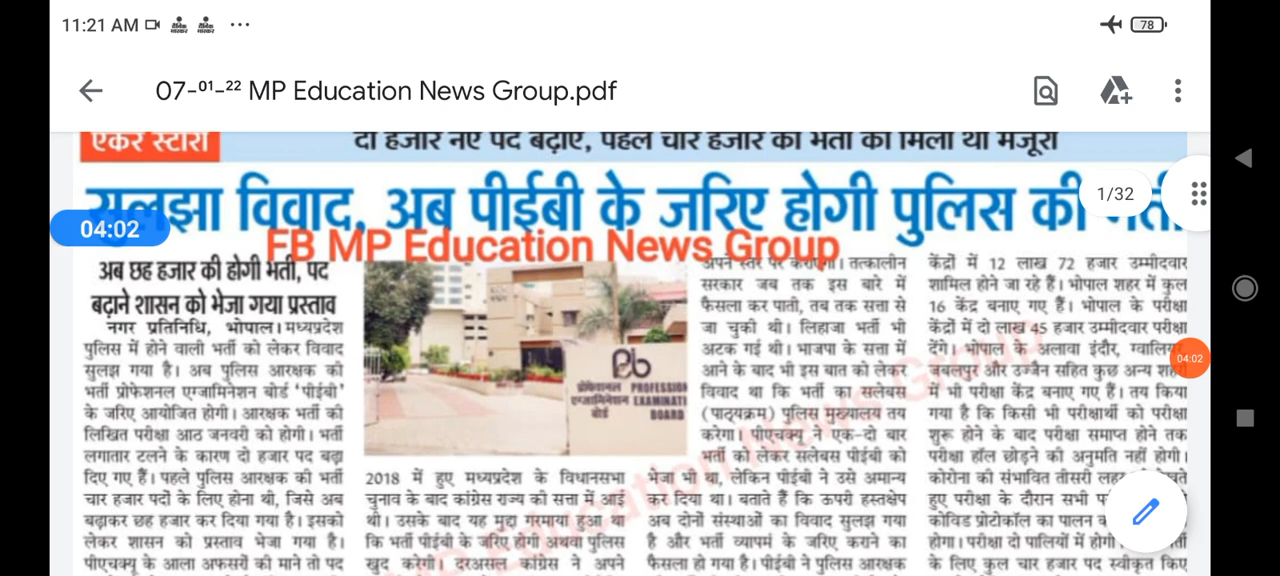 11:21 AM
78
07-⁰¹-²² MP Education News Group.pdf
एकर स्टोरी
दो हजार नए पद बढ़ाए, पहले चार हजार की भर्ती को मिली थी मंजूरी
1/32
सुलझा विवाद, अब पीईबी के जरिए होगी पुलिस की
04:02
FB MP Education News Group
अब छह हजार की होगी भर्ती, पद
बढ़ाने शासन को भेजा गया प्रस्ताव
नगर प्रतिनिधि, भोपाल। मध्यप्रदेश
पुलिस में होने वाली भर्ती को लेकर विवाद
सुलझ गया है। अब पुलिस आरक्षक की
भर्ती प्रोफेशनल एग्जामिनेशन बोर्ड 'पीईबी'
के जरिए आयोजित होगी। आरक्षक भर्ती की
लिखित परीक्षा आठ जनवरी को होगी। भर्ती
लगातार टलने के कारण दो हजार पद बढ़ा
दिए गए हैं। पहले पुलिस आरक्षक की भर्ती
चार हजार पदों के लिए होना थी, जिसे अब
बढ़ाकर छह हजार कर दिया गया है। इसको
लेकर शासन को प्रस्ताव भेजा गया है।
पीएचक्यू के आला अफसरों की माने तो पद
प्रोफेशनल PROFESSION
एग्जामिनेशन EXAMINATI
बोर्ड BOARD
2018 में हुए मध्यप्रदेश के विधानसभा
चुनाव के बाद कांग्रेस राज्य की सत्ता में आई
थी। उसके बाद यह मुद्दा गरमाया हुआ था
कि भर्ती पीईबी के जरिए होगी अथवा पुलिस
खुद करेगी। दरअसल कांग्रेस ने अपने
अपने स्तर पर कराएगी। तत्कालीन
सरकार जब तक इस बारे में
फैसला कर पाती, तब तक सत्ता से
जा चुकी थी। लिहाजा भर्ती भी
अटक गई थी। भाजपा के सत्ता में
आने के बाद भी इस बात को लेकर
विवाद था कि भर्ती का सलेबस
(पाठ्यक्रम) पुलिस मुख्यालय तय
करेगा। पीएचक्यू ने एक-दो बार
भर्ती को लेकर सलेबस पीईबी को
भेजा भी था, लेकिन पीईबी ने उसे अमान्य
कर दिया था। बताते हैं कि ऊपरी हस्तक्षेप
अब दोनों संस्थाओं का विवाद सुलझ गया
है और भर्ती व्यापमं के जरिए कराने का
फैसला हो गया है। पीईबी ने पुलिस आरक्षक
केंद्रों में 12 लाख 72 हजार उम्मीदवार
शामिल होने जा रहे हैं। भोपाल शहर में कुल
16 केंद्र बनाए गए हैं। भोपाल के परीक्षा
केंद्रों में दो लाख 45 हजार उम्मीदवार परीक्षा
देंगे। भोपाल के अलावा इंदौर, ग्वालियर
04:02
जबलपुर और उज्जैन सहित कुछ अन्य शहरों
में भी परीक्षा केंद्र बनाए गए हैं। तय किया
गया है कि किसी भी परीक्षार्थी को परीक्षा
शुरू होने के बाद परीक्षा समाप्त होने तक
परीक्षा हॉल छोड़ने की अनुमति नहीं होगी।
कोरोना की संभावित तीसरी लहर
हुए परीक्षा के दौरान सभी
कोविड प्रोटोकॉल का पालन
होगा। परीक्षा दो पालियों में होगी।
के लिए कुल चार हजार पद स्वीकृत किए